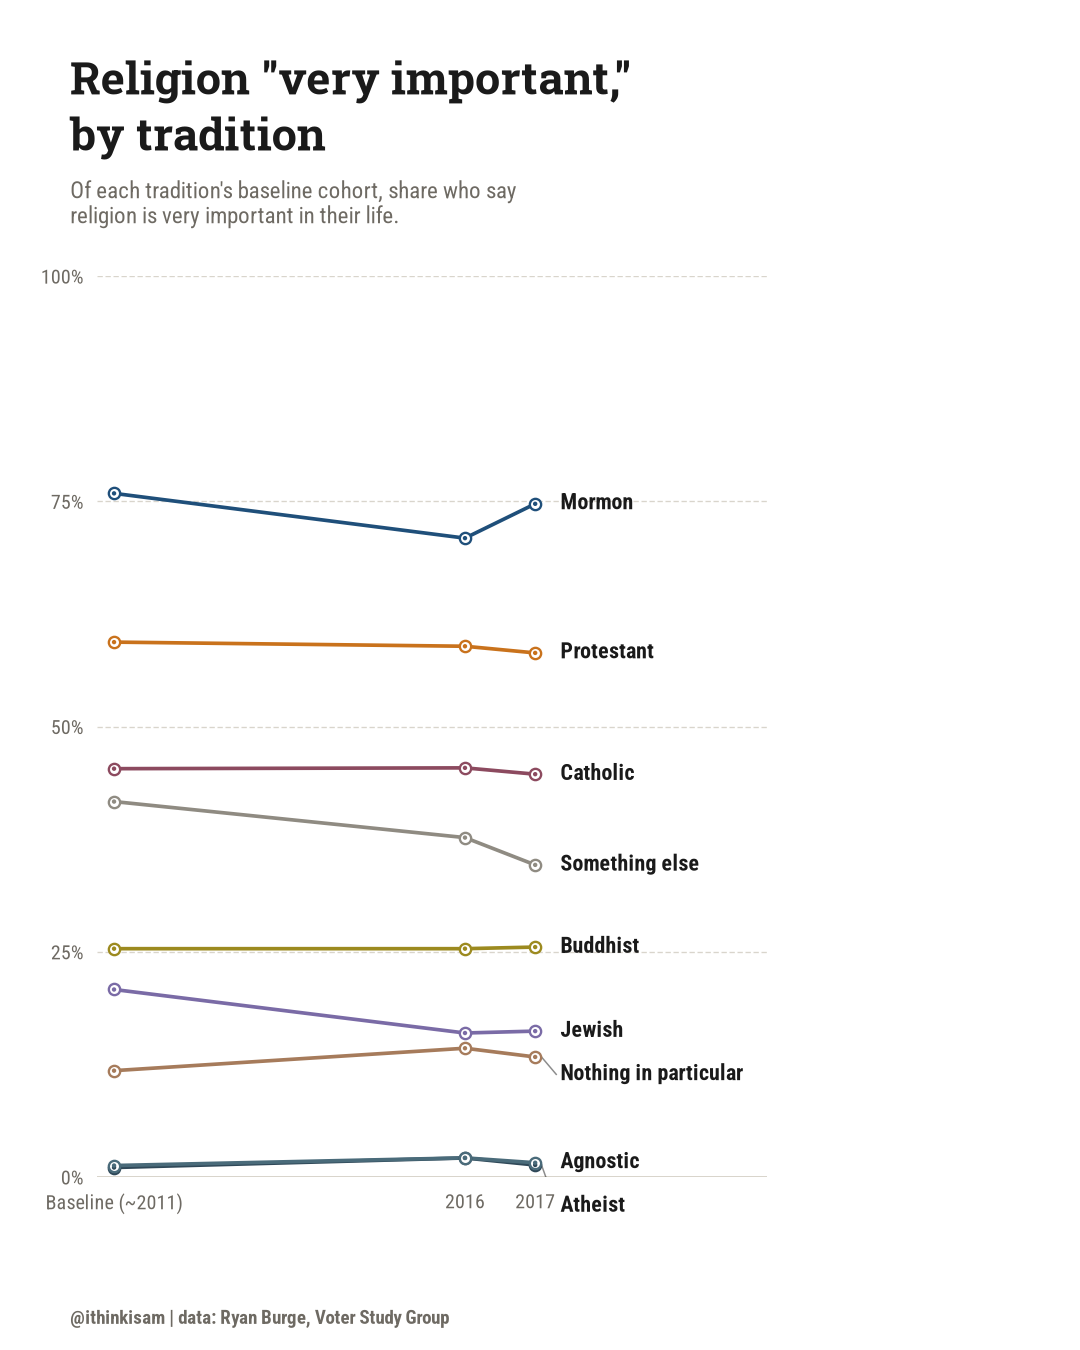 Religion "very important,"
by tradition
Of each tradition's baseline cohort, share who say
religion is very important in their life.
100%
75%
Mormon
Protestant
50%
Catholic
Something else
Buddhist
25%
Jewish
Nothing in particular
Agnostic
0%
Baseline (~2011)
2016
2017
Atheist
@ithinkisam | data: Ryan Burge, Voter Study Group